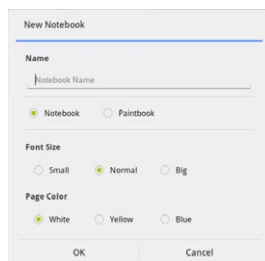 New Notebook
Name
Notebook Name
Notebook Paintbook
Font Size
Small Normal Big
Page Color
White Yellow Blue
OK Cancel